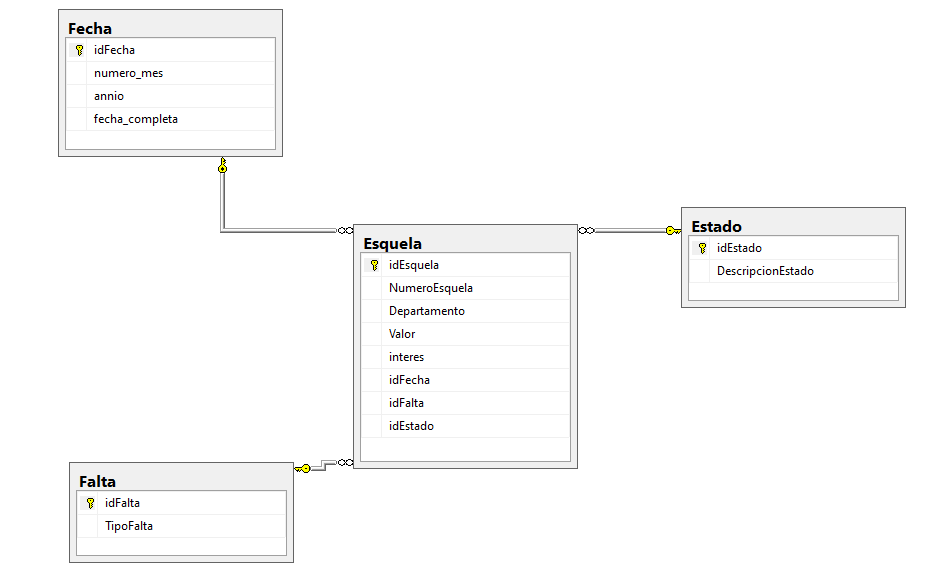 Fecha
idFecha
numero_mes
annio
fecha_completa
Esquela
idEsquela
NumeroEsquela
Departamento
Valor
interes
idFecha
idFalta
idEstado
Estado
idEstado
DescripcionEstado
Falta
idFalta
TipoFalta